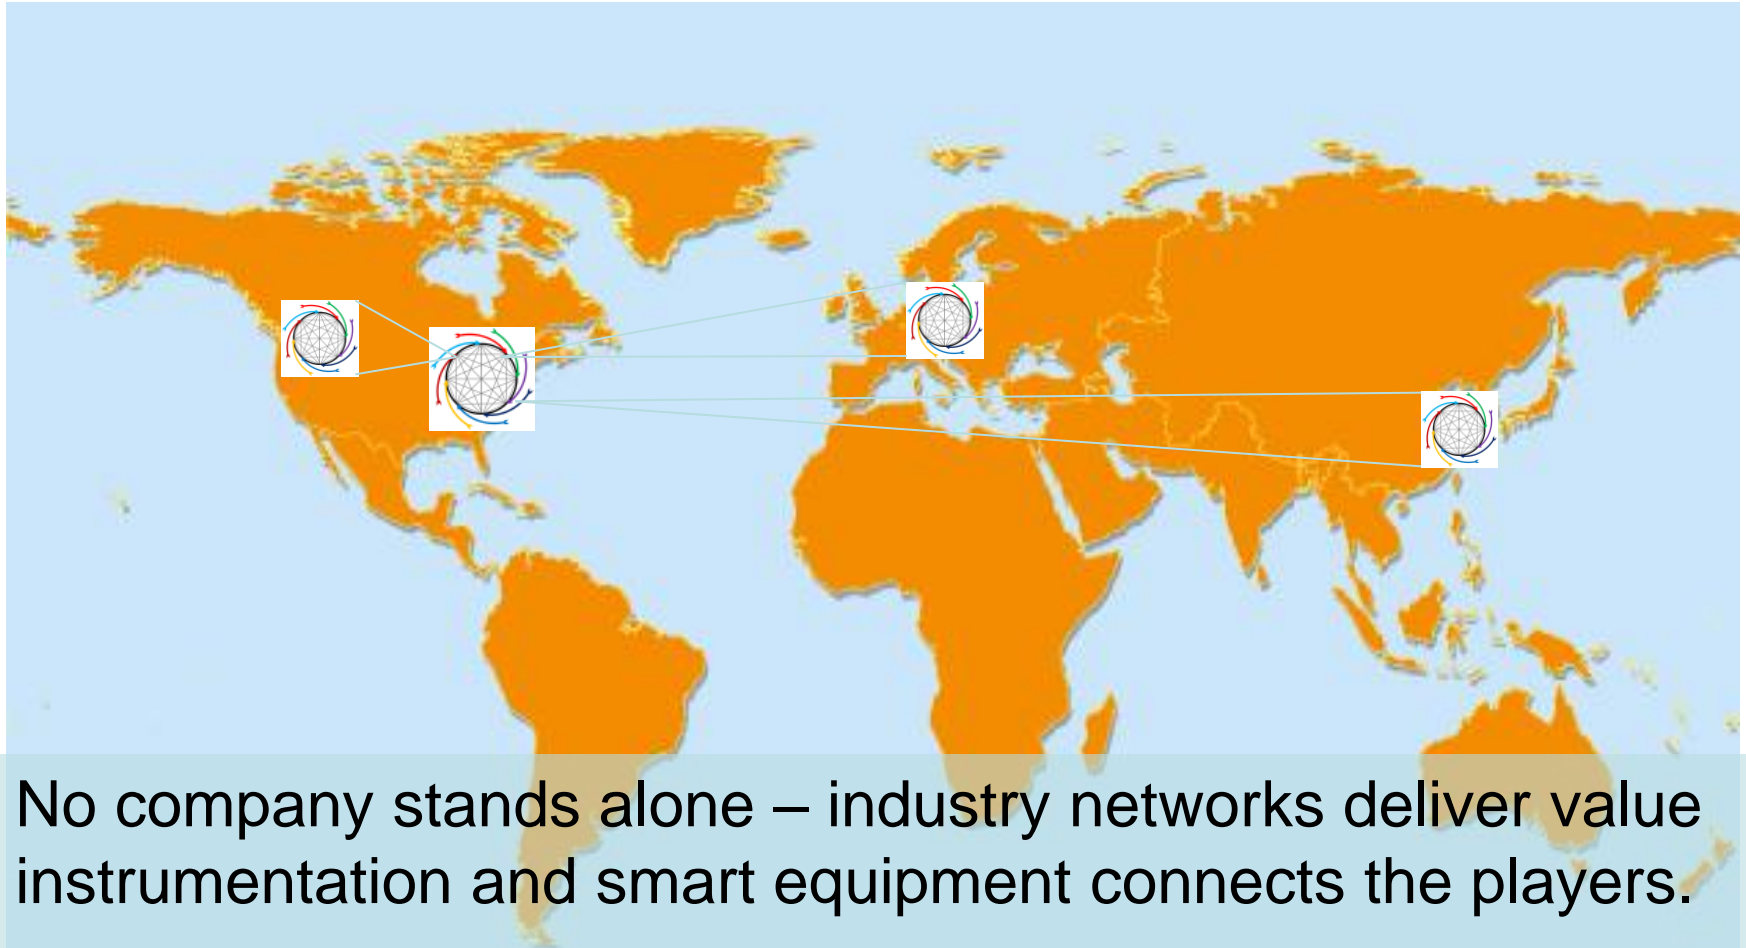 No company stands alone – industry networks deliver value
instrumentation and smart equipment connects the players.